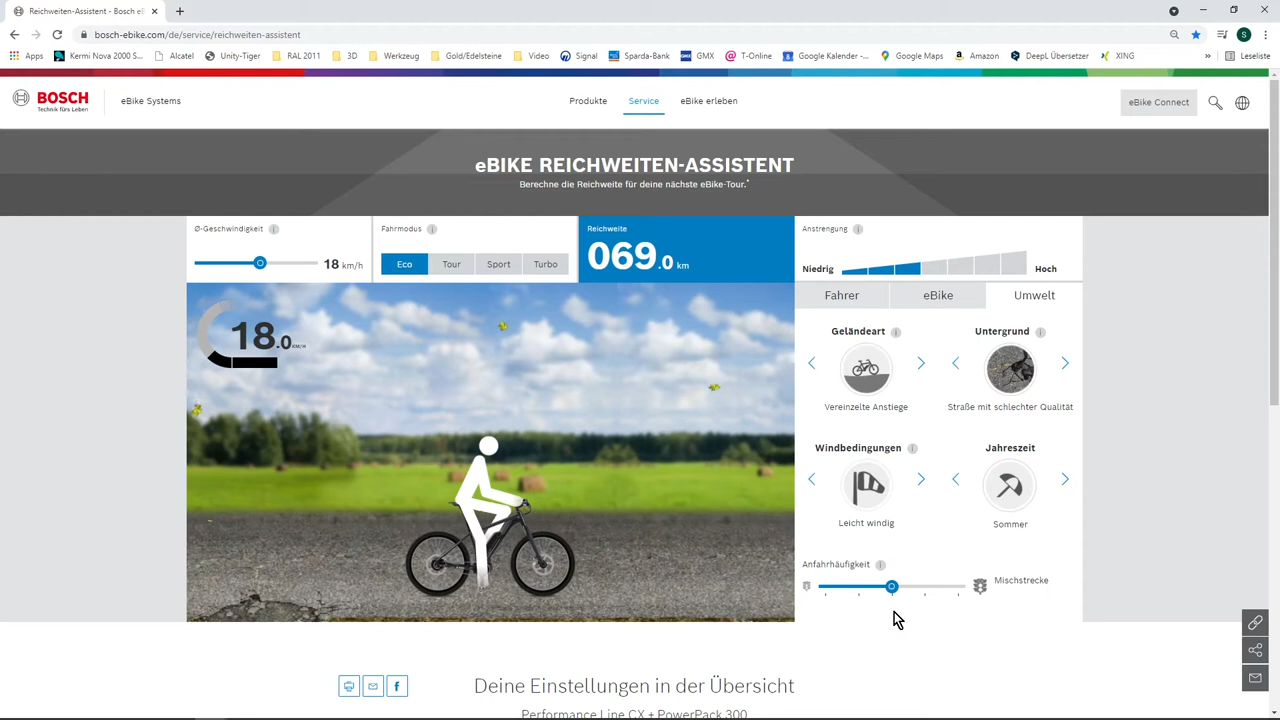 Reichweiten-Assistent - Bosch eB
bosch-ebike.com/de/service/reichweiten-assistent
S
Apps
Kermi Nova 2000 S...
Alcatel
Unity-Tiger
RAL 2011
3D
Werkzeug
Gold/Edelsteine
Video
Signal
Sparda-Bank
GMX
T-Online
Google Kalender -...
Google Maps
Amazon
DeepL Übersetzer
XING
»
Leseliste
BOSCH
Technik fürs Leben
eBike Systems
Produkte
Service
eBike erleben
eBike Connect
eBIKE REICHWEITEN-ASSISTENT
Berechne die Reichweite für deine nächste eBike-Tour.*
Ø-Geschwindigkeit
18 km/h
Fahrmodus
Eco
Tour
Sport
Turbo
Reichweite
069.0 km
Anstrengung
Niedrig
Hoch
18.0 KM/H
Fahrer
eBike
Umwelt
Geländeart
Untergrund
Vereinzelte Anstiege
Straße mit schlechter Qualität
Windbedingungen
Jahreszeit
Leicht windig
Sommer
Anfahrhäufigkeit
Mischstrecke
Deine Einstellungen in der Übersicht
Performance Line CX + PowerPack 300